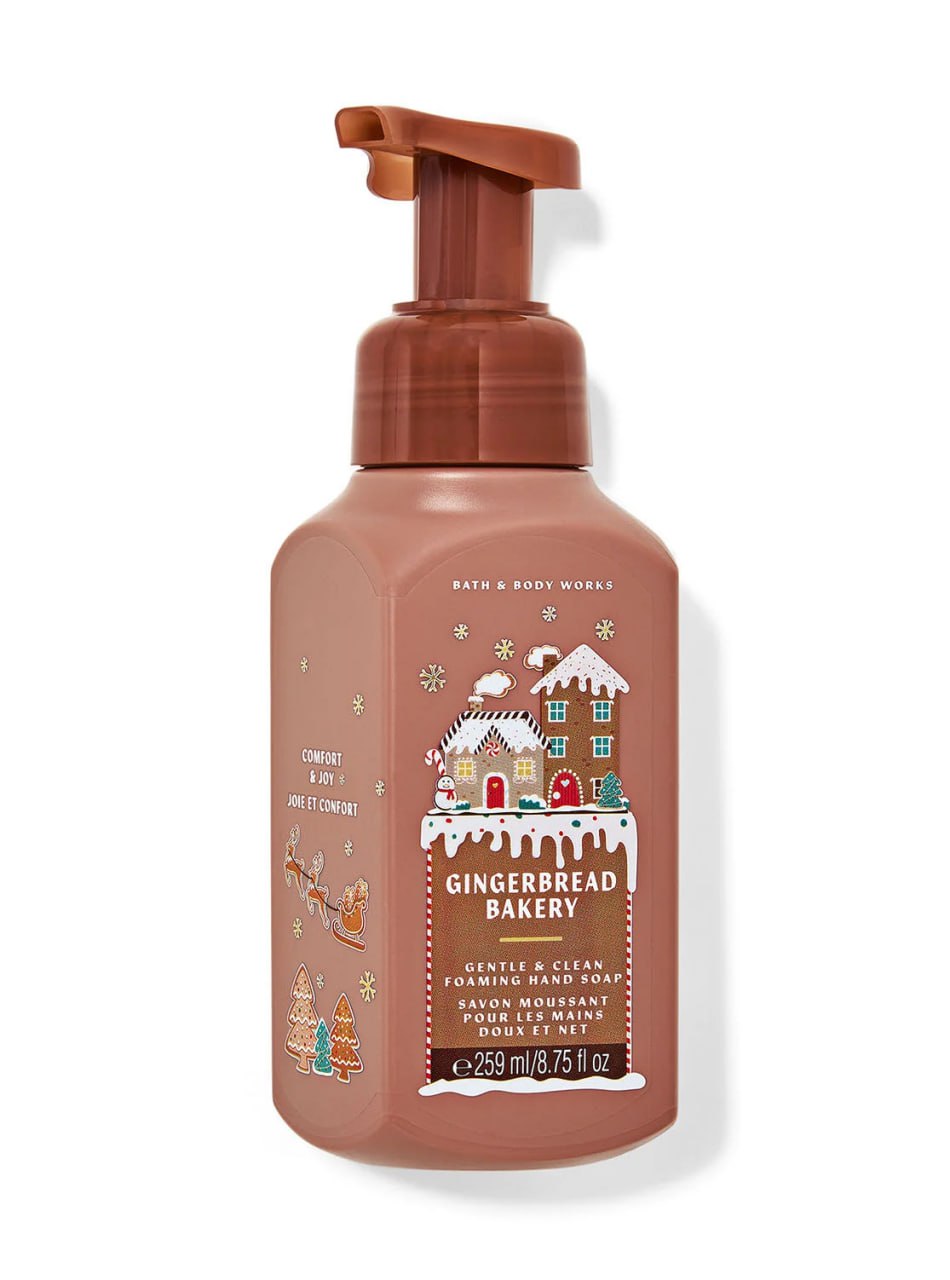 BATH & BODY WORKS
GINGERBREAD
BAKERY
GENTLE & CLEAN
FOAMING HAND SOAP
SAVON MOUSSANT
POUR LES MAINS
DOUX ET NET
℮259 ml/8.75 fl oz
COMFORT
& JOY
JOIE ET CONFORT